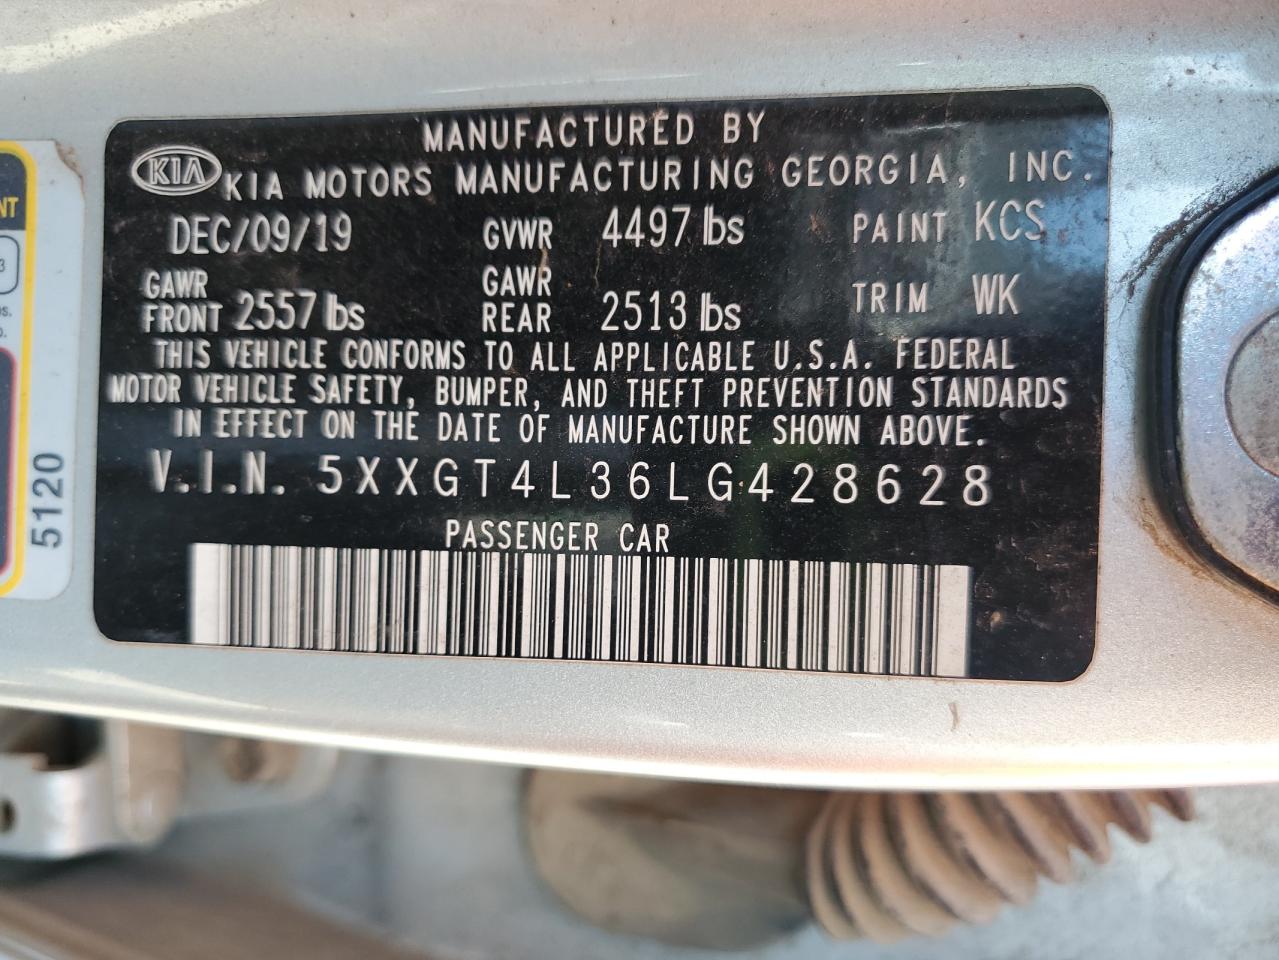 MANUFACTURED BY
KIA KIA MOTORS MANUFACTURING GEORGIA, INC.
DEC/09/19 GVWR 4497 lbs PAINT KCS
GAWR FRONT 2557 lbs GAWR REAR 2513 lbs TRIM WK
THIS VEHICLE CONFORMS TO ALL APPLICABLE U.S.A. FEDERAL
MOTOR VEHICLE SAFETY, BUMPER, AND THEFT PREVENTION STANDARDS
IN EFFECT ON THE DATE OF MANUFACTURE SHOWN ABOVE.
V.I.N. 5XXGT4L36LG428628
PASSENGER CAR
NT
3
5120